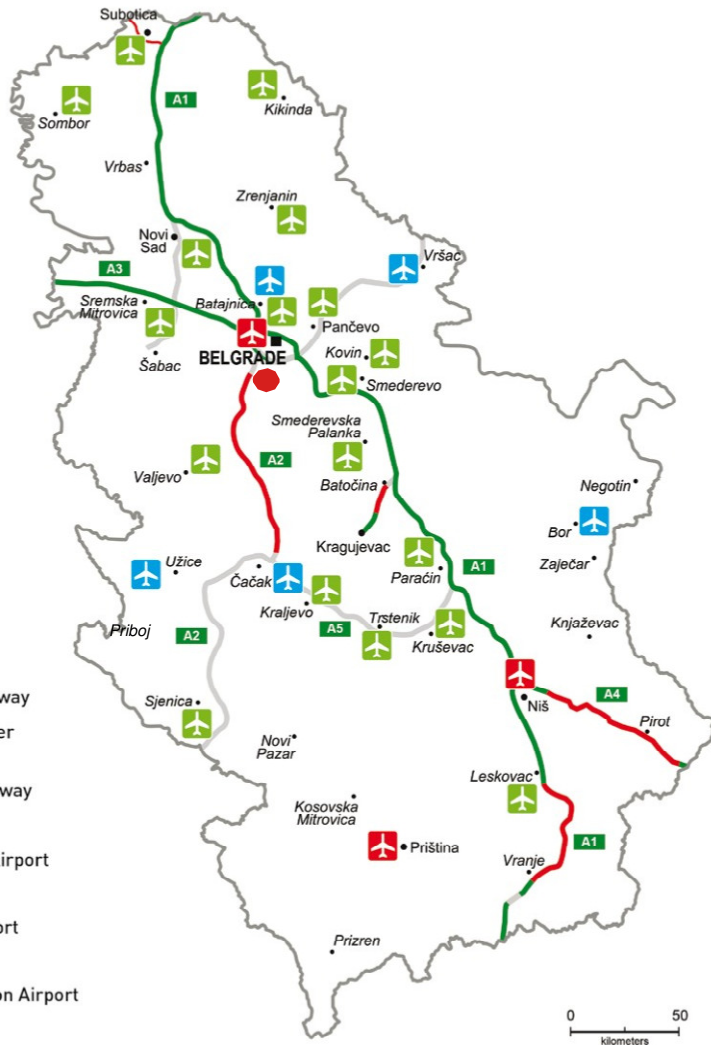 Subotica
A1
Kikinda
Sombor
Vrbas
Zrenjanin
Novi
Sad
Vršac
A3
Sremska
Mitrovica
Batajnica
Pančevo
Šabac
BELGRADE
Kovin
Smederevo
Smederevska
Palanka
A2
Valjevo
Batočina
Negotin
Bor
Kragujevac
Zaječar
Užice
Čačak
Paraćin
A1
Kraljevo
Trstenik
Priboj
A2
A5
Kruševac
Knjaževac
Niš
A4
way
Sjenica
Pirot
er
Novi
Pazar
Leskovac
way
Kosovska
Mitrovica
A1
Priština
Airport
Vranje
ort
Prizren
on Airport
0
50
kilometers